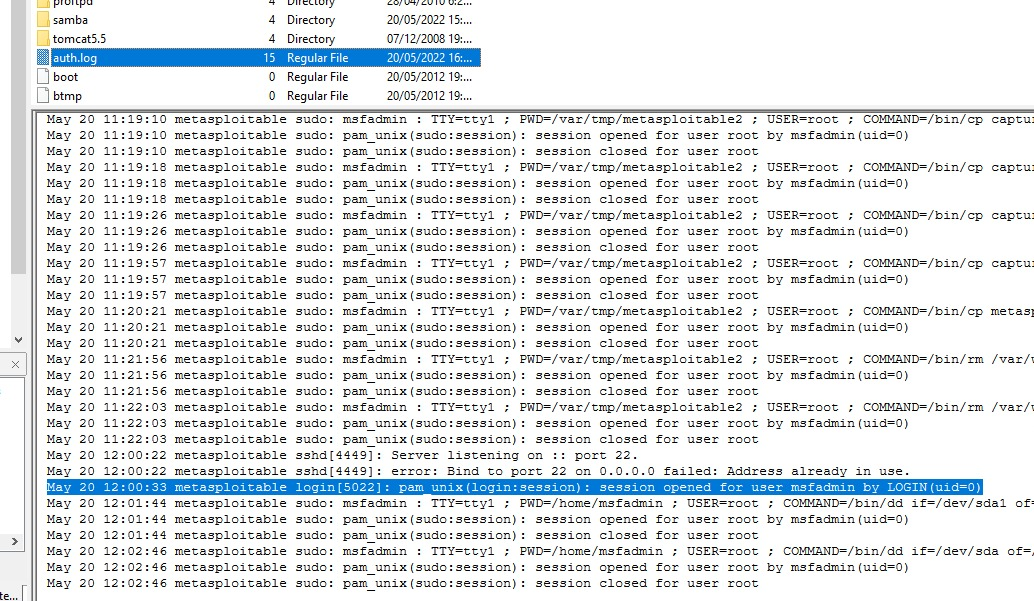 proftpd 4 Directory 28/04/2010 6:2...
samba 4 Directory 20/05/2022 15:...
tomcat5.5 4 Directory 07/12/2008 19:...
auth.log 15 Regular File 20/05/2022 16:...
boot 0 Regular File 20/05/2012 19:...
btmp 0 Regular File 20/05/2012 19:...
May 20 11:19:10 metasploitable sudo: msfadmin : TTY=tty1 ; PWD=/var/tmp/metasploitable2 ; USER=root ; COMMAND=/bin/cp captu
May 20 11:19:10 metasploitable sudo: pam_unix(sudo:session): session opened for user root by msfadmin(uid=0)
May 20 11:19:10 metasploitable sudo: pam_unix(sudo:session): session closed for user root
May 20 11:19:18 metasploitable sudo: msfadmin : TTY=tty1 ; PWD=/var/tmp/metasploitable2 ; USER=root ; COMMAND=/bin/cp captu
May 20 11:19:18 metasploitable sudo: pam_unix(sudo:session): session opened for user root by msfadmin(uid=0)
May 20 11:19:18 metasploitable sudo: pam_unix(sudo:session): session closed for user root
May 20 11:19:26 metasploitable sudo: msfadmin : TTY=tty1 ; PWD=/var/tmp/metasploitable2 ; USER=root ; COMMAND=/bin/cp captu
May 20 11:19:26 metasploitable sudo: pam_unix(sudo:session): session opened for user root by msfadmin(uid=0)
May 20 11:19:26 metasploitable sudo: pam_unix(sudo:session): session closed for user root
May 20 11:19:57 metasploitable sudo: msfadmin : TTY=tty1 ; PWD=/var/tmp/metasploitable2 ; USER=root ; COMMAND=/bin/cp captu
May 20 11:19:57 metasploitable sudo: pam_unix(sudo:session): session opened for user root by msfadmin(uid=0)
May 20 11:19:57 metasploitable sudo: pam_unix(sudo:session): session closed for user root
May 20 11:20:21 metasploitable sudo: msfadmin : TTY=tty1 ; PWD=/var/tmp/metasploitable2 ; USER=root ; COMMAND=/bin/cp metasp
May 20 11:20:21 metasploitable sudo: pam_unix(sudo:session): session opened for user root by msfadmin(uid=0)
May 20 11:20:21 metasploitable sudo: pam_unix(sudo:session): session closed for user root
May 20 11:21:56 metasploitable sudo: msfadmin : TTY=tty1 ; PWD=/var/tmp/metasploitable2 ; USER=root ; COMMAND=/bin/rm /var/
May 20 11:21:56 metasploitable sudo: pam_unix(sudo:session): session opened for user root by msfadmin(uid=0)
May 20 11:21:56 metasploitable sudo: pam_unix(sudo:session): session closed for user root
May 20 11:22:03 metasploitable sudo: msfadmin : TTY=tty1 ; PWD=/var/tmp/metasploitable2 ; USER=root ; COMMAND=/bin/rm /var/
May 20 11:22:03 metasploitable sudo: pam_unix(sudo:session): session opened for user root by msfadmin(uid=0)
May 20 11:22:03 metasploitable sudo: pam_unix(sudo:session): session closed for user root
May 20 12:00:22 metasploitable sshd[4449]: Server listening on :: port 22.
May 20 12:00:22 metasploitable sshd[4449]: error: Bind to port 22 on 0.0.0.0 failed: Address already in use.
May 20 12:00:33 metasploitable login[5022]: pam_unix(login:session): session opened for user msfadmin by LOGIN(uid=0)
May 20 12:01:44 metasploitable sudo: msfadmin : TTY=tty1 ; PWD=/home/msfadmin ; USER=root ; COMMAND=/bin/dd if=/dev/sda1 of=
May 20 12:01:44 metasploitable sudo: pam_unix(sudo:session): session opened for user root by msfadmin(uid=0)
May 20 12:01:44 metasploitable sudo: pam_unix(sudo:session): session closed for user root
May 20 12:02:46 metasploitable sudo: msfadmin : TTY=tty1 ; PWD=/home/msfadmin ; USER=root ; COMMAND=/bin/dd if=/dev/sda of=/
May 20 12:02:46 metasploitable sudo: pam_unix(sudo:session): session opened for user root by msfadmin(uid=0)
May 20 12:02:46 metasploitable sudo: pam_unix(sudo:session): session closed for user root
te...